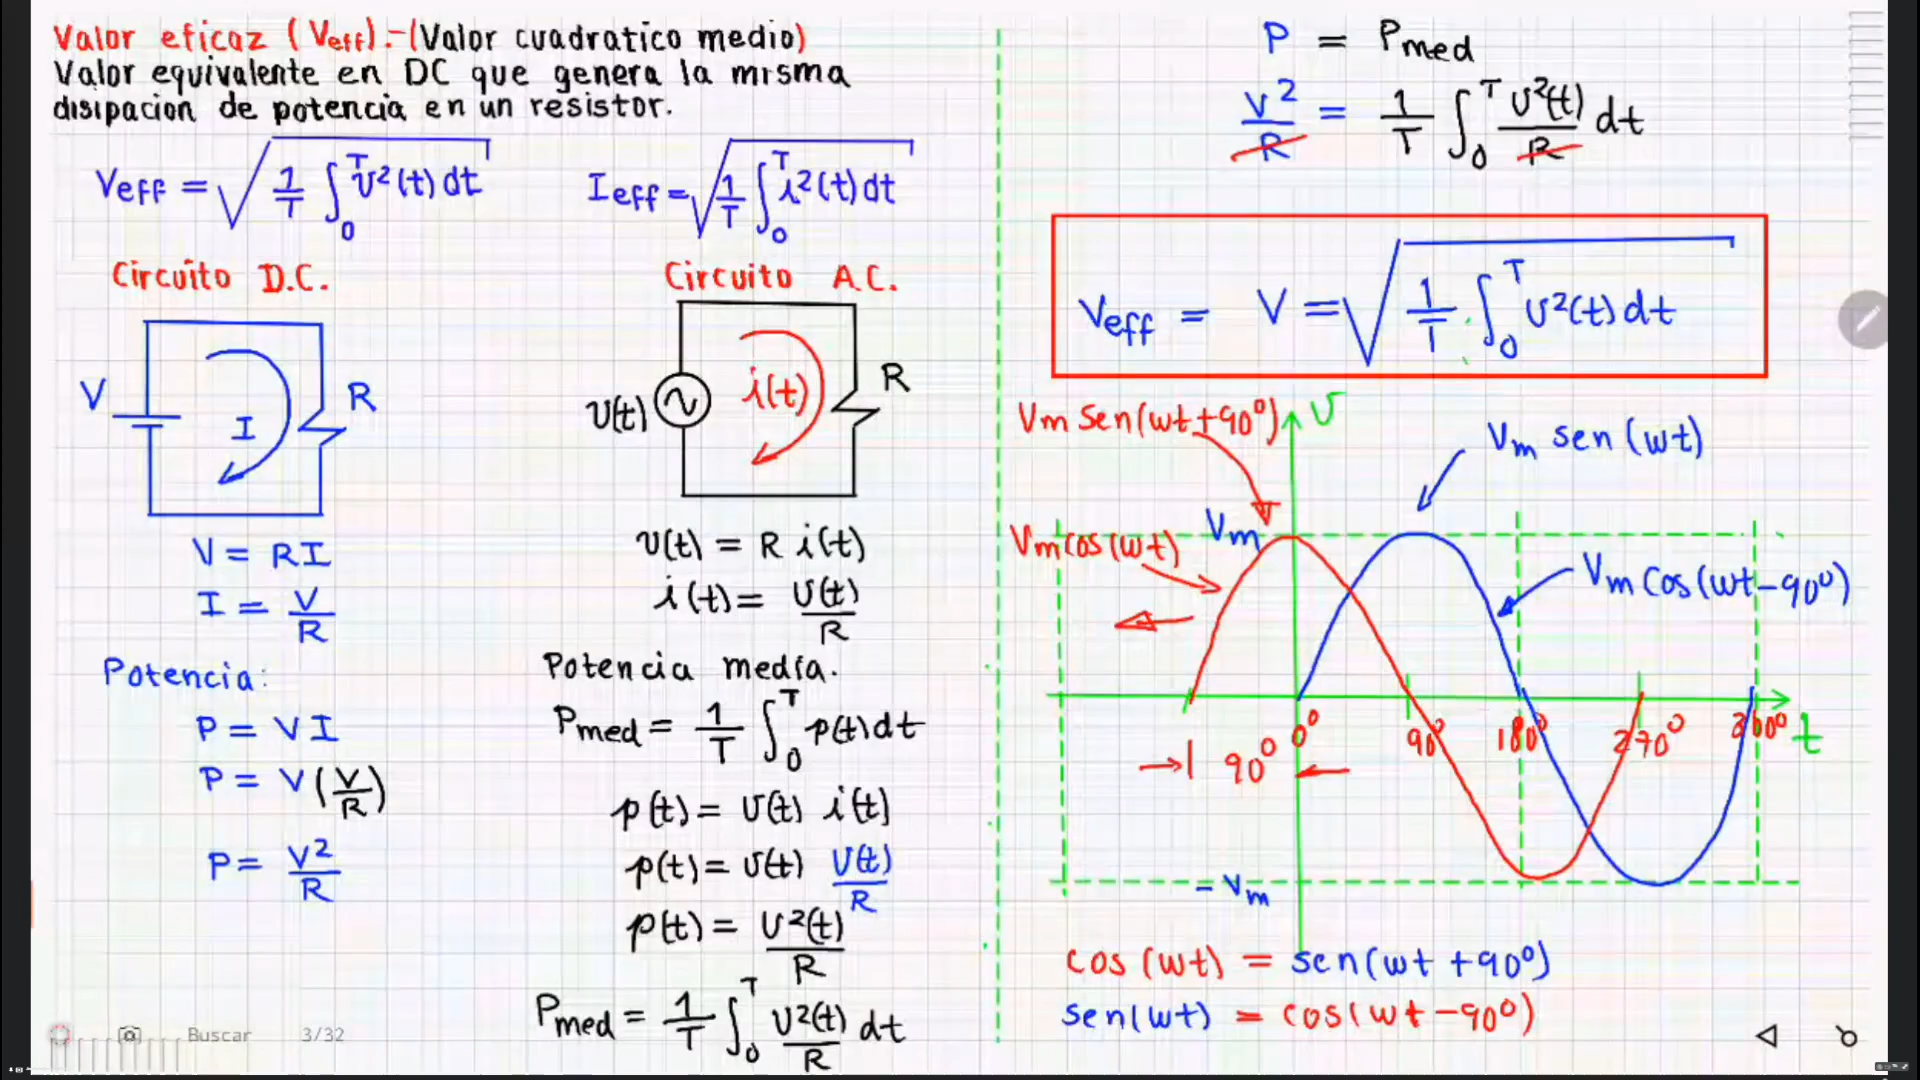 Valor eficaz (Veff).-(Valor cuadratico medio)
Valor equivalente en DC que genera la misma
disipacion de potencia en un resistor.
Veff = √ 1/T ∫₀ᵀ v²(t) dt
Ieff = √ 1/T ∫₀ᵀ i²(t) dt
Circuito D.C.
V
I
R
V = RI
I = V/R
Potencia:
P = VI
P = V (V/R)
P = V²/R
Circuito A.C.
v(t)
i(t)
R
v(t) = R i(t)
i(t) = v(t)/R
Potencia media.
Pmed = 1/T ∫₀ᵀ p(t) dt
p(t) = v(t) i(t)
p(t) = v(t) v(t)/R
p(t) = v²(t)/R
Pmed = 1/T ∫₀ᵀ v²(t)/R dt
P = Pmed
V²/R = 1/T ∫₀ᵀ v²(t)/R dt
Veff = V = √ 1/T ∫₀ᵀ v²(t) dt
Vm sen(wt+90°)
v
Vm sen (wt)
Vm cos(wt)
Vm
Vm cos(wt-90°)
0° 90° 180° 270° 360° t
90°
- Vm
cos (wt) = sen(wt +90°)
sen(wt) = cos(wt -90°)
Buscar 3/32